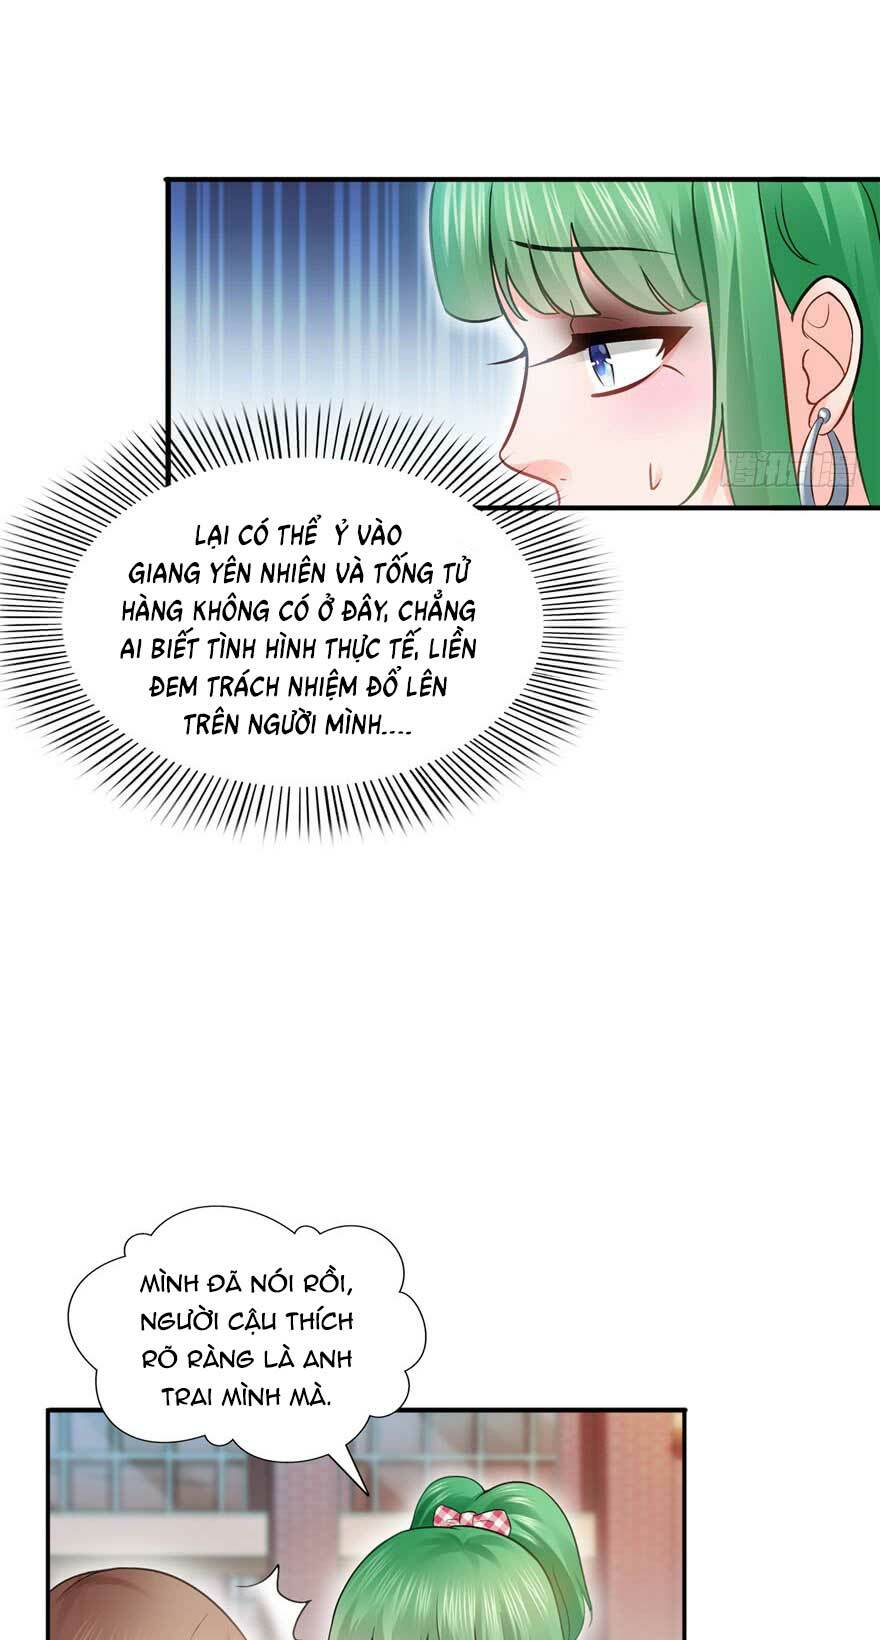 LẠI CÓ THỂ Ỷ VÀO
GIANG YÊN NHIÊN VÀ TỐNG TỬ
HÀNG KHÔNG CÓ Ở ĐÂY, CHẲNG
AI BIẾT TÌNH HÌNH THỰC TẾ, LIỀN
ĐEM TRÁCH NHIỆM ĐỔ LÊN
TRÊN NGƯỜI MÌNH....
MÌNH ĐÃ NÓI RỒI,
NGƯỜI CẬU THÍCH
RÕ RÀNG LÀ ANH
TRAI MÌNH MÀ.